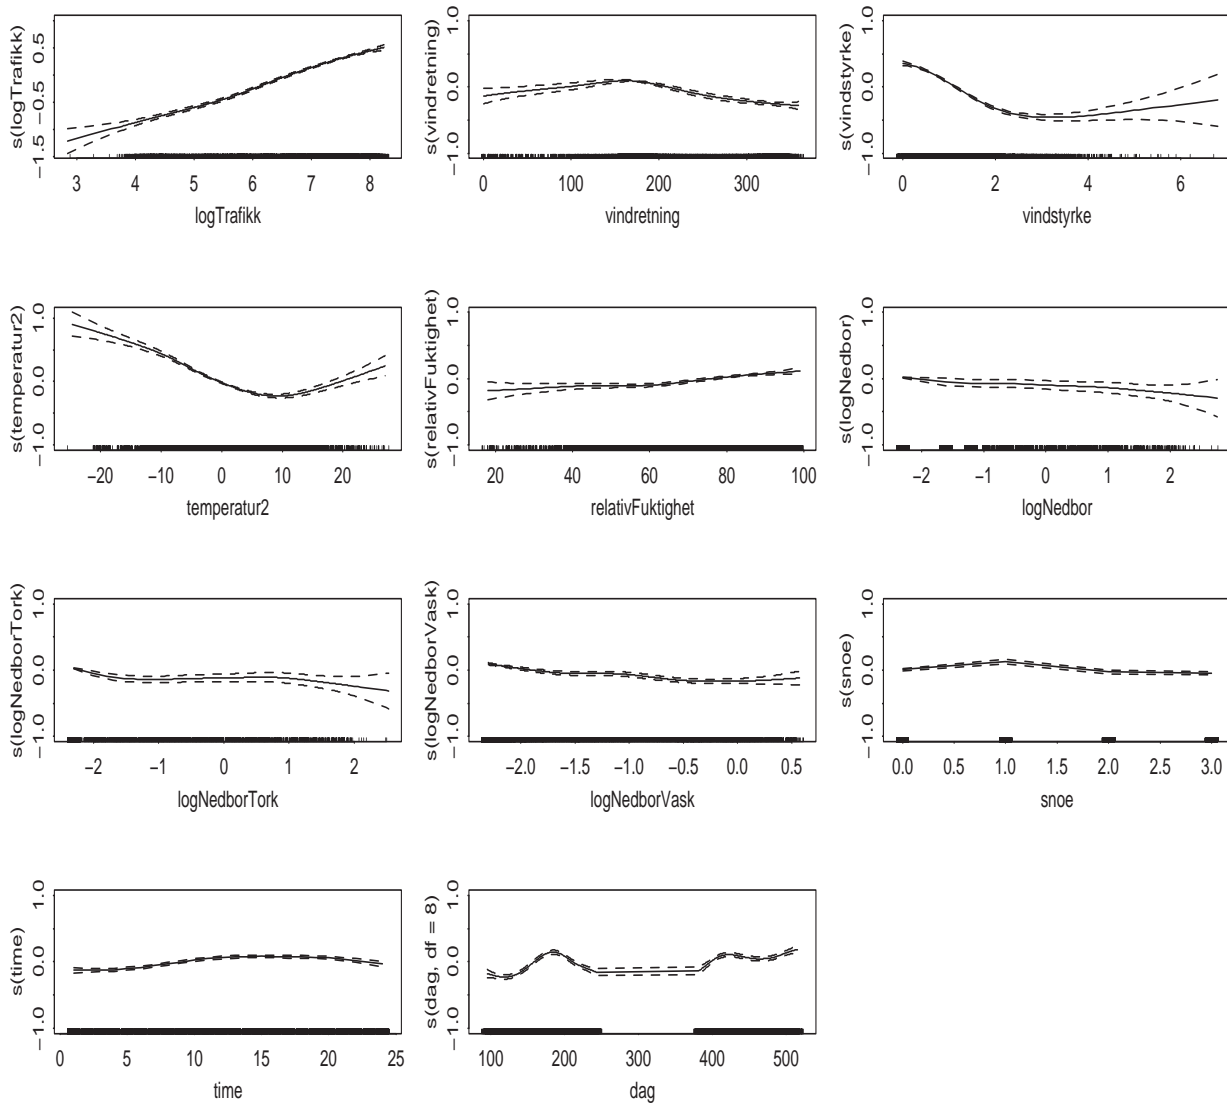 s(logTrafikk)
−1.5 −0.5 0.5
3 4 5 6 7 8
logTrafikk
s(vindretning)
−1.0 0.0 1.0
0 100 200 300
vindretning
s(vindstyrke)
−1.0 0.0 1.0
0 2 4 6
vindstyrke
s(temperatur2)
−1.0 0.0 1.0
−20 −10 0 10 20
temperatur2
s(relativFuktighet)
−1.0 0.0 1.0
20 40 60 80 100
relativFuktighet
s(logNedbor)
−1.0 0.0 1.0
−2 −1 0 1 2
logNedbor
s(logNedborTork)
−1.0 0.0 1.0
−2 −1 0 1 2
logNedborTork
s(logNedborVask)
−1.0 0.0 1.0
−2.0 −1.5 −1.0 −0.5 0.0 0.5
logNedborVask
s(snoe)
−1.0 0.0 1.0
0.0 0.5 1.0 1.5 2.0 2.5 3.0
snoe
s(time)
−1.0 0.0 1.0
0 5 10 15 20 25
time
s(dag, df = 8)
−1.0 0.0 1.0
100 200 300 400 500
dag